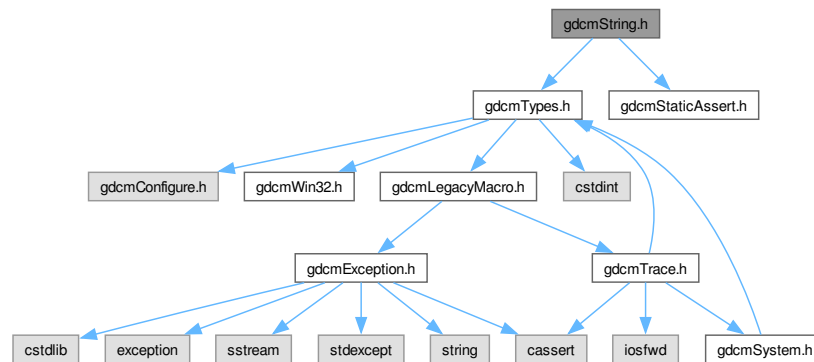 gdcmString.h
gdcmTypes.h
gdcmStaticAssert.h
gdcmConfigure.h
gdcmWin32.h
gdcmLegacyMacro.h
cstdint
gdcmException.h
gdcmTrace.h
cstdlib
exception
sstream
stdexcept
string
cassert
iosfwd
gdcmSystem.h